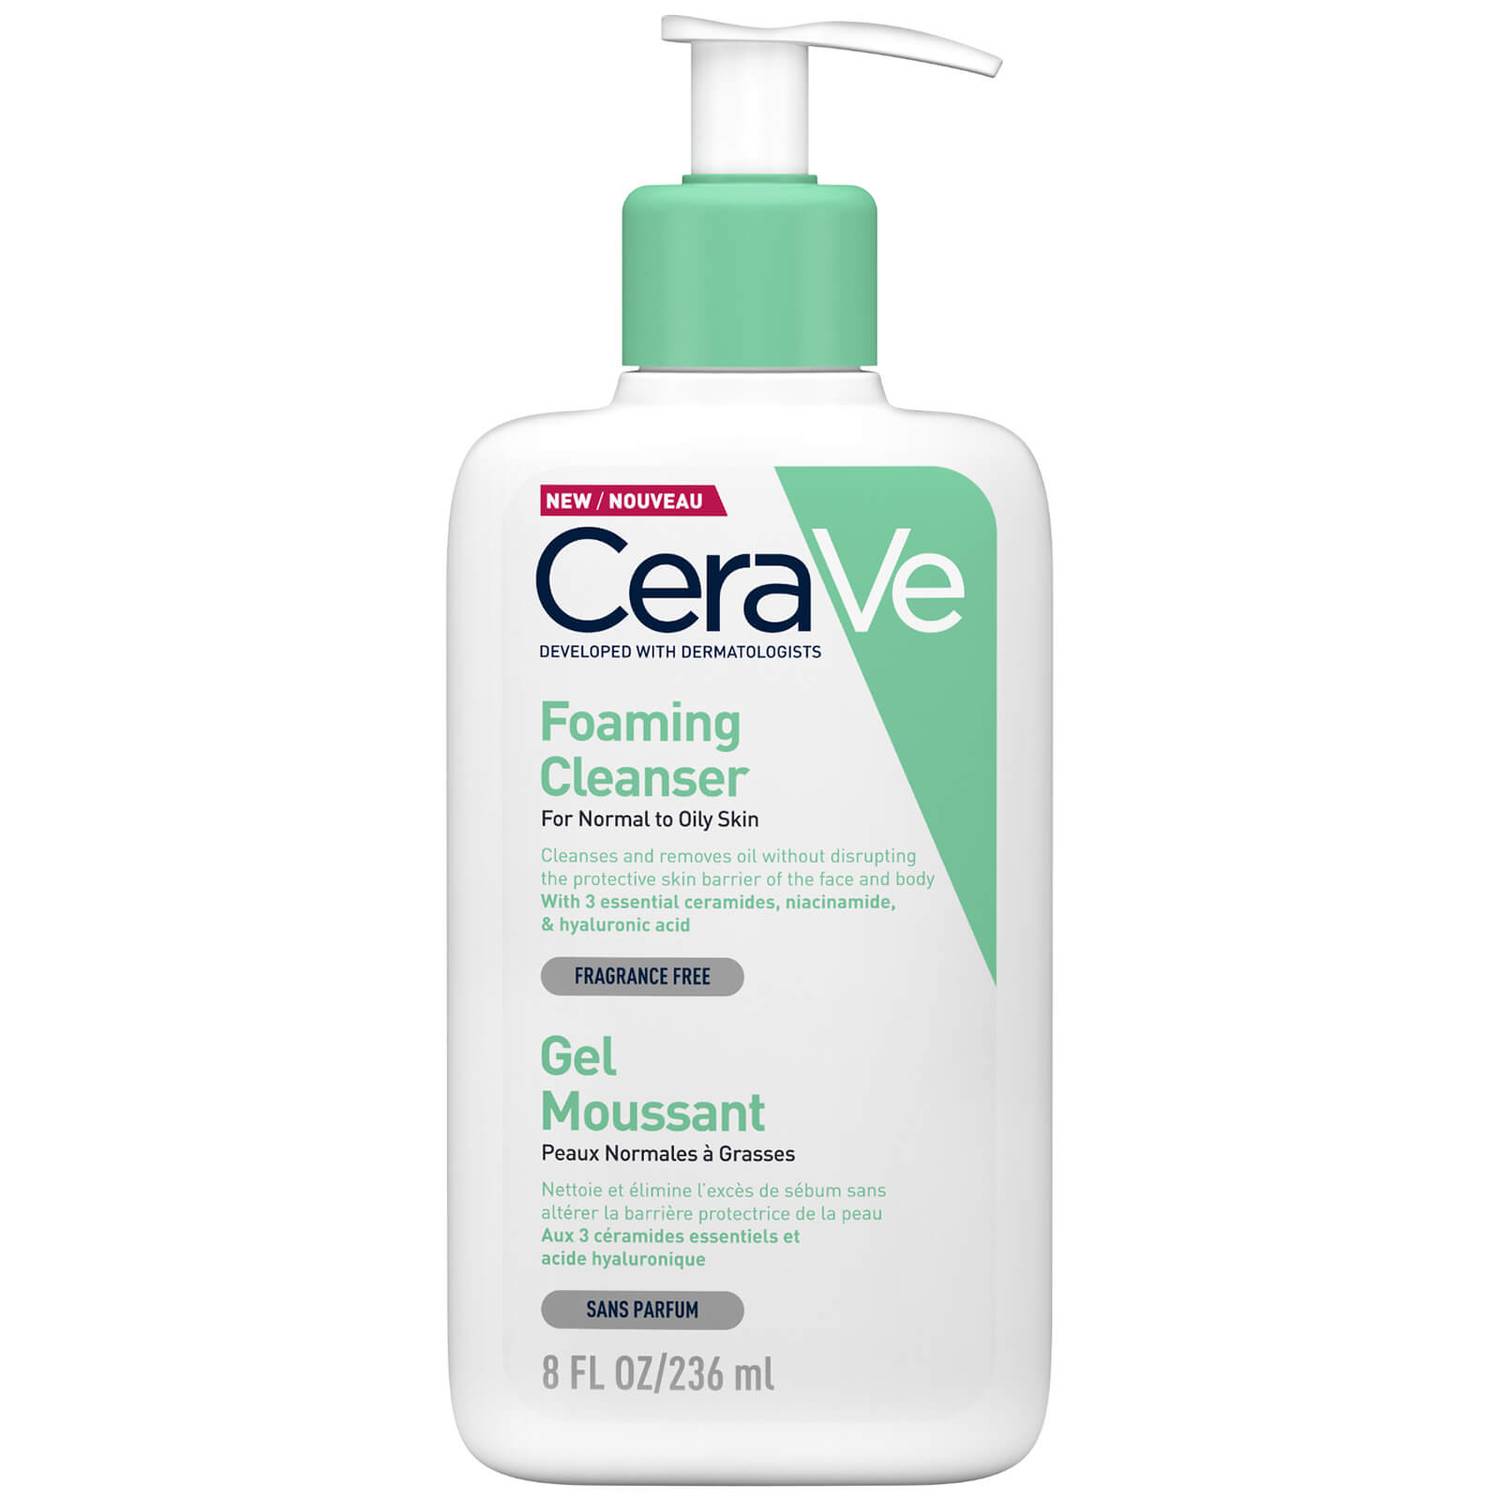 NEW / NOUVEAU
CeraVe
DEVELOPED WITH DERMATOLOGISTS
Foaming
Cleanser
For Normal to Oily Skin
Cleanses and removes oil without disrupting
the protective skin barrier of the face and body
With 3 essential ceramides, niacinamide,
& hyaluronic acid
FRAGRANCE FREE
Gel
Moussant
Peaux Normales à Grasses
Nettoie et élimine l'excès de sébum sans
altérer la barrière protectrice de la peau
Aux 3 céramides essentiels et
acide hyaluronique
SANS PARFUM
8 FL OZ/236 ml